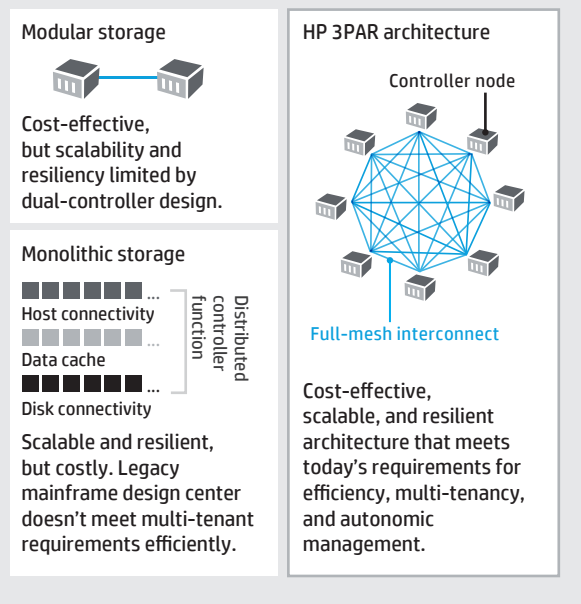 Modular storage
Cost-effective,
but scalability and
resiliency limited by
dual-controller design.
Monolithic storage
...
Host connectivity
...
Data cache
...
Disk connectivity
Distributed
controller
function
Scalable and resilient,
but costly. Legacy
mainframe design center
doesn’t meet multi-tenant
requirements efficiently.
HP 3PAR architecture
Controller node
Full-mesh interconnect
Cost-effective,
scalable, and resilient
architecture that meets
today’s requirements for
efficiency, multi-tenancy,
and autonomic
management.